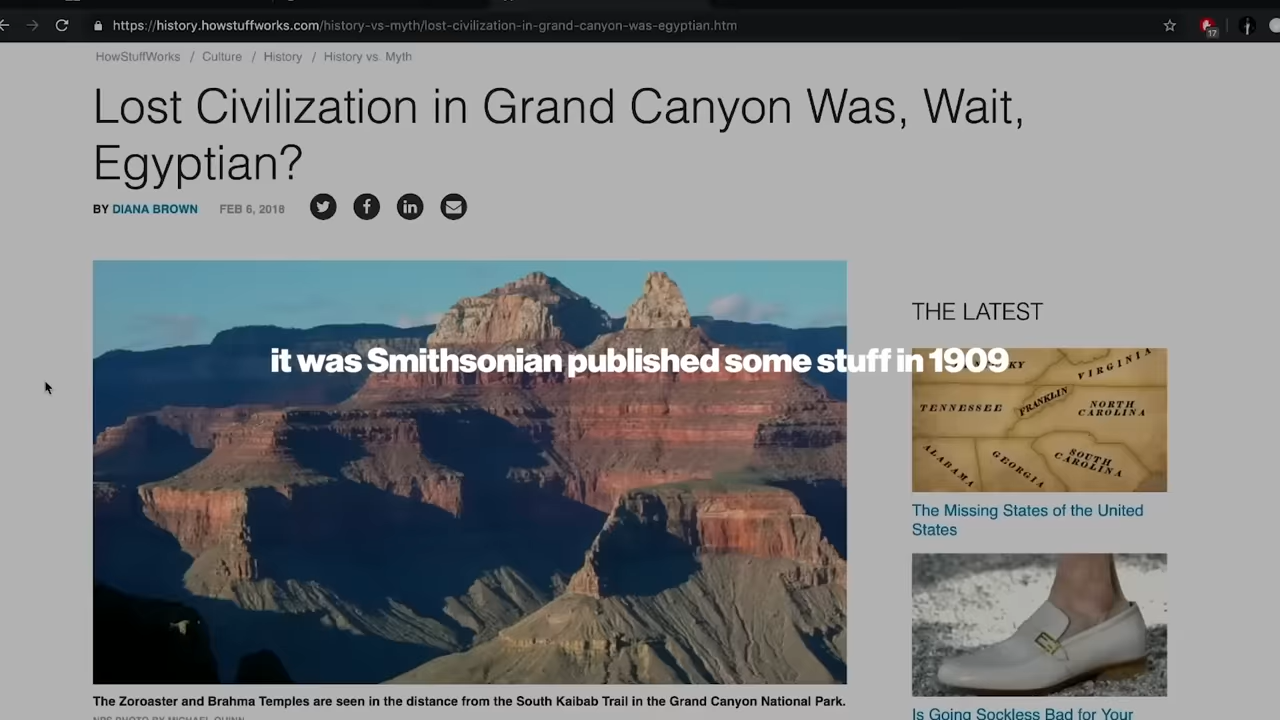 https://history.howstuffworks.com/history-vs-myth/lost-civilization-in-grand-canyon-was-egyptian.htm
17
HowStuffWorks / Culture / History / History vs. Myth
Lost Civilization in Grand Canyon Was, Wait,
Egyptian?
BY DIANA BROWN FEB 6, 2018
it was Smithsonian published some stuff in 1909
The Zoroaster and Brahma Temples are seen in the distance from the South Kaibab Trail in the Grand Canyon National Park.
NPS PHOTO BY MICHAEL QUINN
THE LATEST
VIRGINIA
TENNESSEE
FRANKLIN
NORTH
CAROLINA
ALABAMA
GEORGIA
SOUTH
CAROLINA
The Missing States of the United
States
Is Going Sockless Bad for Your